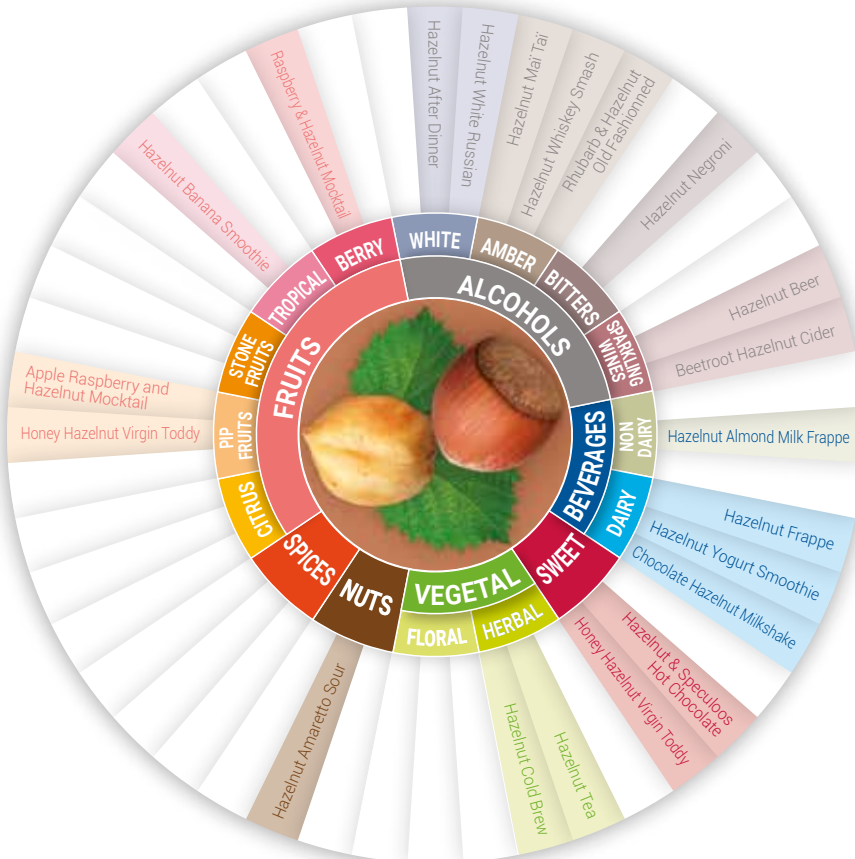 Hazelnut After Dinner
Hazelnut White Russian
Hazelnut Maï Taï
Hazelnut Whiskey Smash
Rhubarb & Hazelnut
Old Fashionned
Hazelnut Negroni
Hazelnut Beer
Beetroot Hazelnut Cider
Hazelnut Almond Milk Frappe
Hazelnut Frappe
Hazelnut Yogurt Smoothie
Chocolate Hazelnut Milkshake
Hazelnut & Speculoos
Hot Chocolate
Honey Hazelnut Virgin Toddy
Hazelnut Tea
Hazelnut Cold Brew
Hazelnut Amaretto Sour
Honey Hazelnut Virgin Toddy
Apple Raspberry and
Hazelnut Mocktail
Hazelnut Banana Smoothie
Raspberry & Hazelnut Mocktail
WHITE
AMBER
BITTERS
SPARKLING
WINES
NON
DAIRY
DAIRY
SWEET
HERBAL
FLORAL
NUTS
SPICES
CITRUS
PIP
FRUITS
STONE
FRUITS
TROPICAL
BERRY
ALCOHOLS
BEVERAGES
VEGETAL
FRUITS